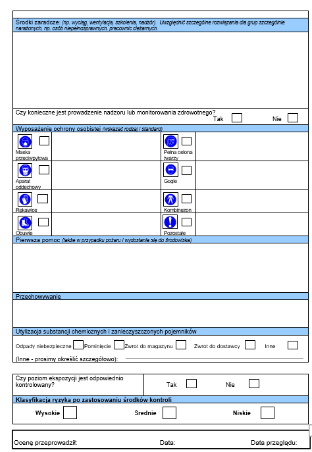 Środki zaradcze: (np. wyciąg, wentylacja, szkolenia, nadzór). Uwzględnić szczególne rozwiązania dla grup szczególnie
narażonych, np. osób niepełnosprawnych, pracownic ciężarnych.
Czy konieczne jest prowadzenie nadzoru lub monitorowania zdrowotnego?
Tak Nie
Wyposażenie ochrony osobistej (wskazać rodzaj i standard)
Maska przeciwpyłowa
Pełna osłona twarzy
Aparat oddechowy
Gogle
Rękawice
Kombinezon
Obuwie
Pozostałe
Pierwsza pomoc (także w przypadku pożaru i wydostania się do środowiska)
Przechowywanie
Utylizacja substancji chemicznych i zanieczyszczonych pojemników
Odpady niebezpieczne Pominięcie Zwrot do magazynu Zwrot do dostawcy Inne
(Inne - prosimy określić szczegółowo):
Czy poziom ekspozycji jest odpowiednio
kontrolowany?
Tak Nie
Klasyfikacja ryzyka po zastosowaniu środków kontroli
Wysokie Średnie Niskie
Ocenę przeprowadził: Data: Data przeglądu: